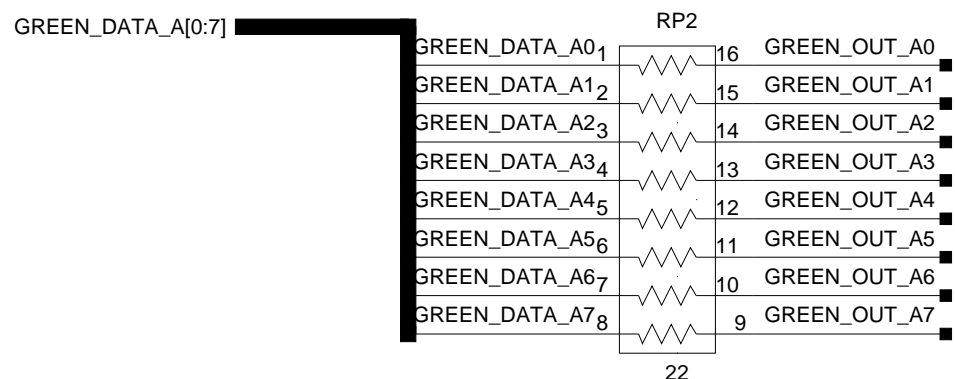 GREEN_DATA_A[0:7]
RP2
GREEN_DATA_A0 1 16 GREEN_OUT_A0
GREEN_DATA_A1 2 15 GREEN_OUT_A1
GREEN_DATA_A2 3 14 GREEN_OUT_A2
GREEN_DATA_A3 4 13 GREEN_OUT_A3
GREEN_DATA_A4 5 12 GREEN_OUT_A4
GREEN_DATA_A5 6 11 GREEN_OUT_A5
GREEN_DATA_A6 7 10 GREEN_OUT_A6
GREEN_DATA_A7 8 9 GREEN_OUT_A7
22